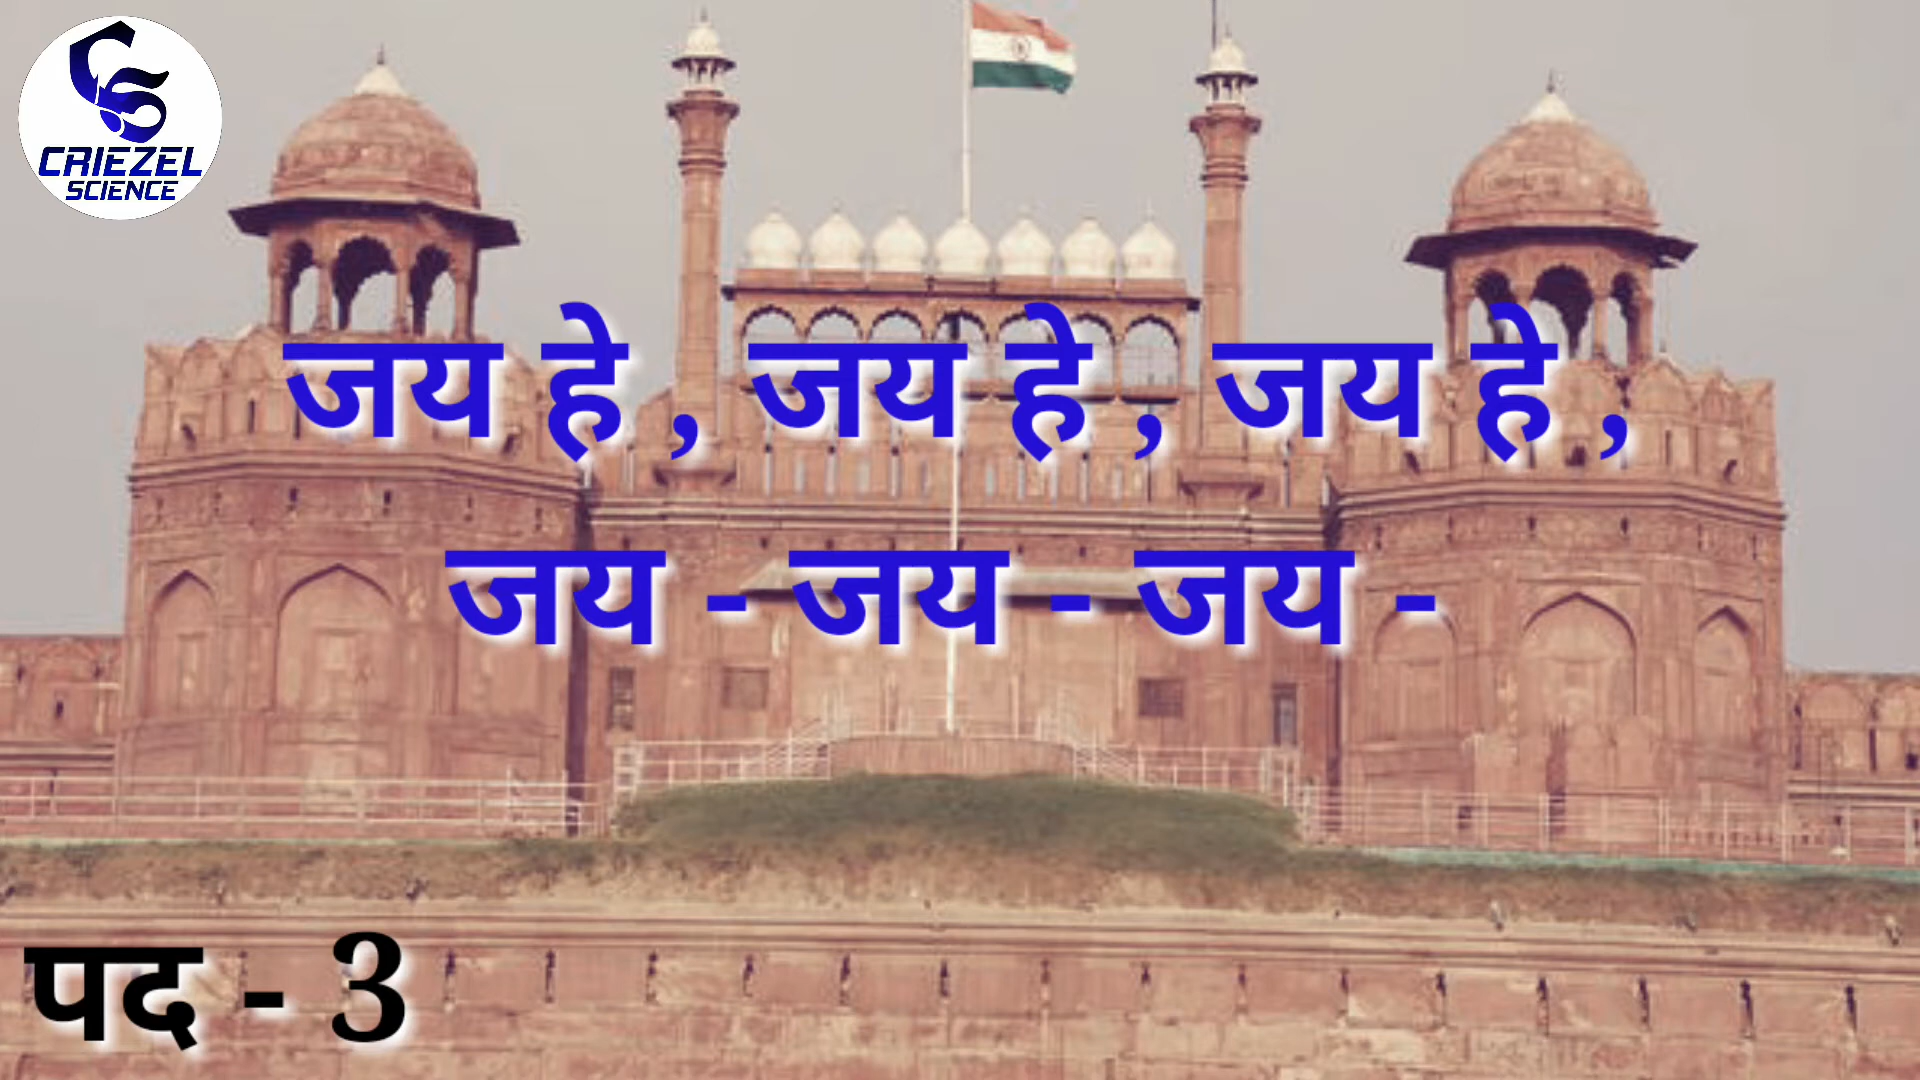 CRIEZEL
SCIENCE
जय हे , जय हे , जय हे ,
जय - जय - जय -
पद - 3